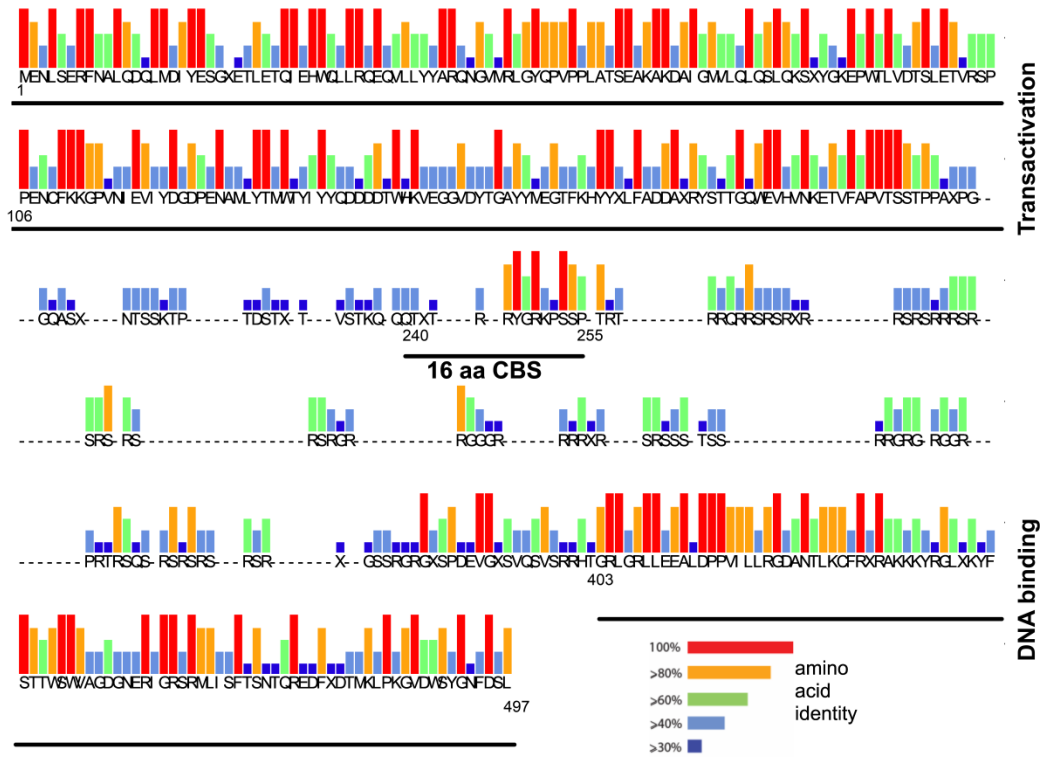 MENLSERFNALQDQLMDIYESGXETLETQIEHWQLLRQEQVLLYYARQNGVMRLGYQPVPPLATSEAKAKDAIGMVLQLQSLQKSXYGKEPWTLVDTSLETVRSP
1
Transactivation
PENCFKKGPVNIEVIYDGDPENAMLYTMWTYIYYQDDDDTWHKVEGGVDYTGAYYMEGTFKHYYXLFADDAXRYSTTGQWEVHVNKETVFAPVTSSTPPAXPG--
106
GQASX NTSSKTP TDSTX-T VSTKQ-QQTXT R-RYGRKPSSP-TRT RRQRRSRSRXR RSRSRRRSR
240 255
16 aa CBS
SRS-RS RSRGR RGGGR RRRXR SRSSS-TSS RRGRG-RGGR
PRTRSQS-RSRSRS RSR X-GSSRGRGXSPDEVGXSVQSVSRRHTGRLGRLLEEALDPPVILLRGDANTLKCFRXRAKKKYRGLXKYF
403
DNA binding
STTWSWVAGDGNERIGRSRMLISFTSNTQREDFXDTMKLPKGVDWSYGNFDSL
497
100%
⩾80%
⩾60%
⩾40%
⩾30%
amino
acid
identity